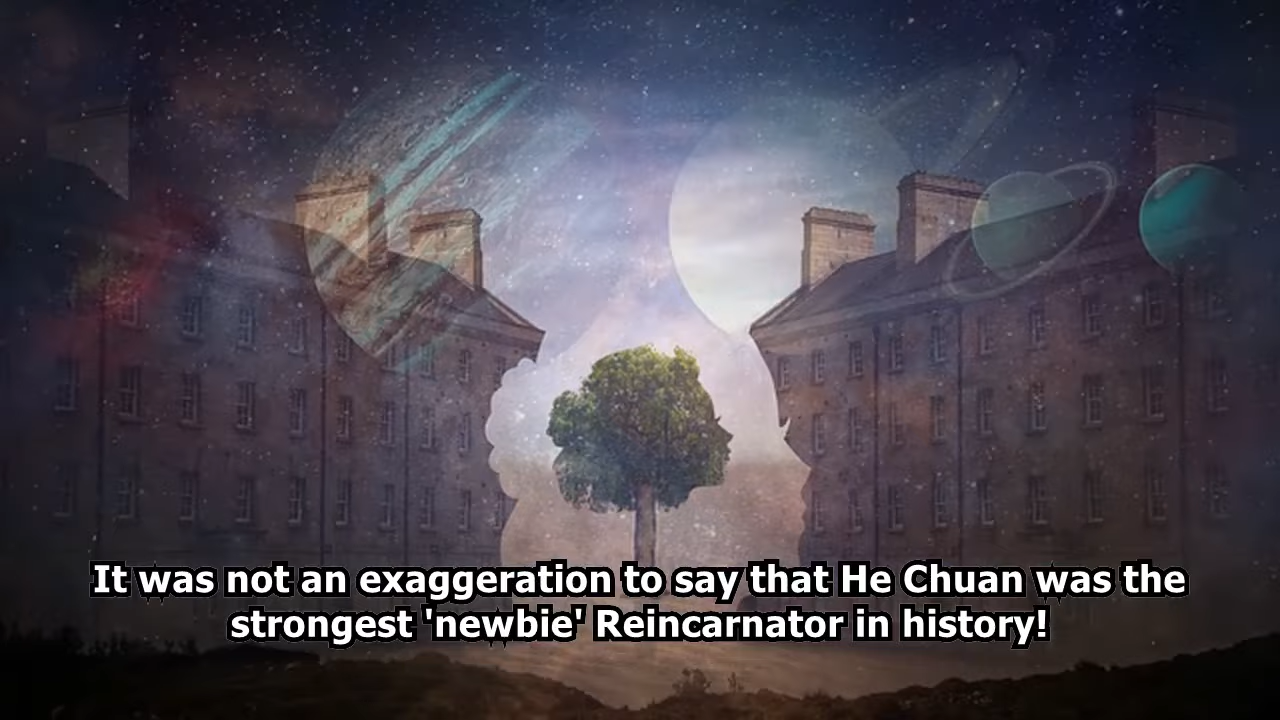 It was not an exaggeration to say that He Chuan was the
strongest 'newbie' Reincarnator in history!